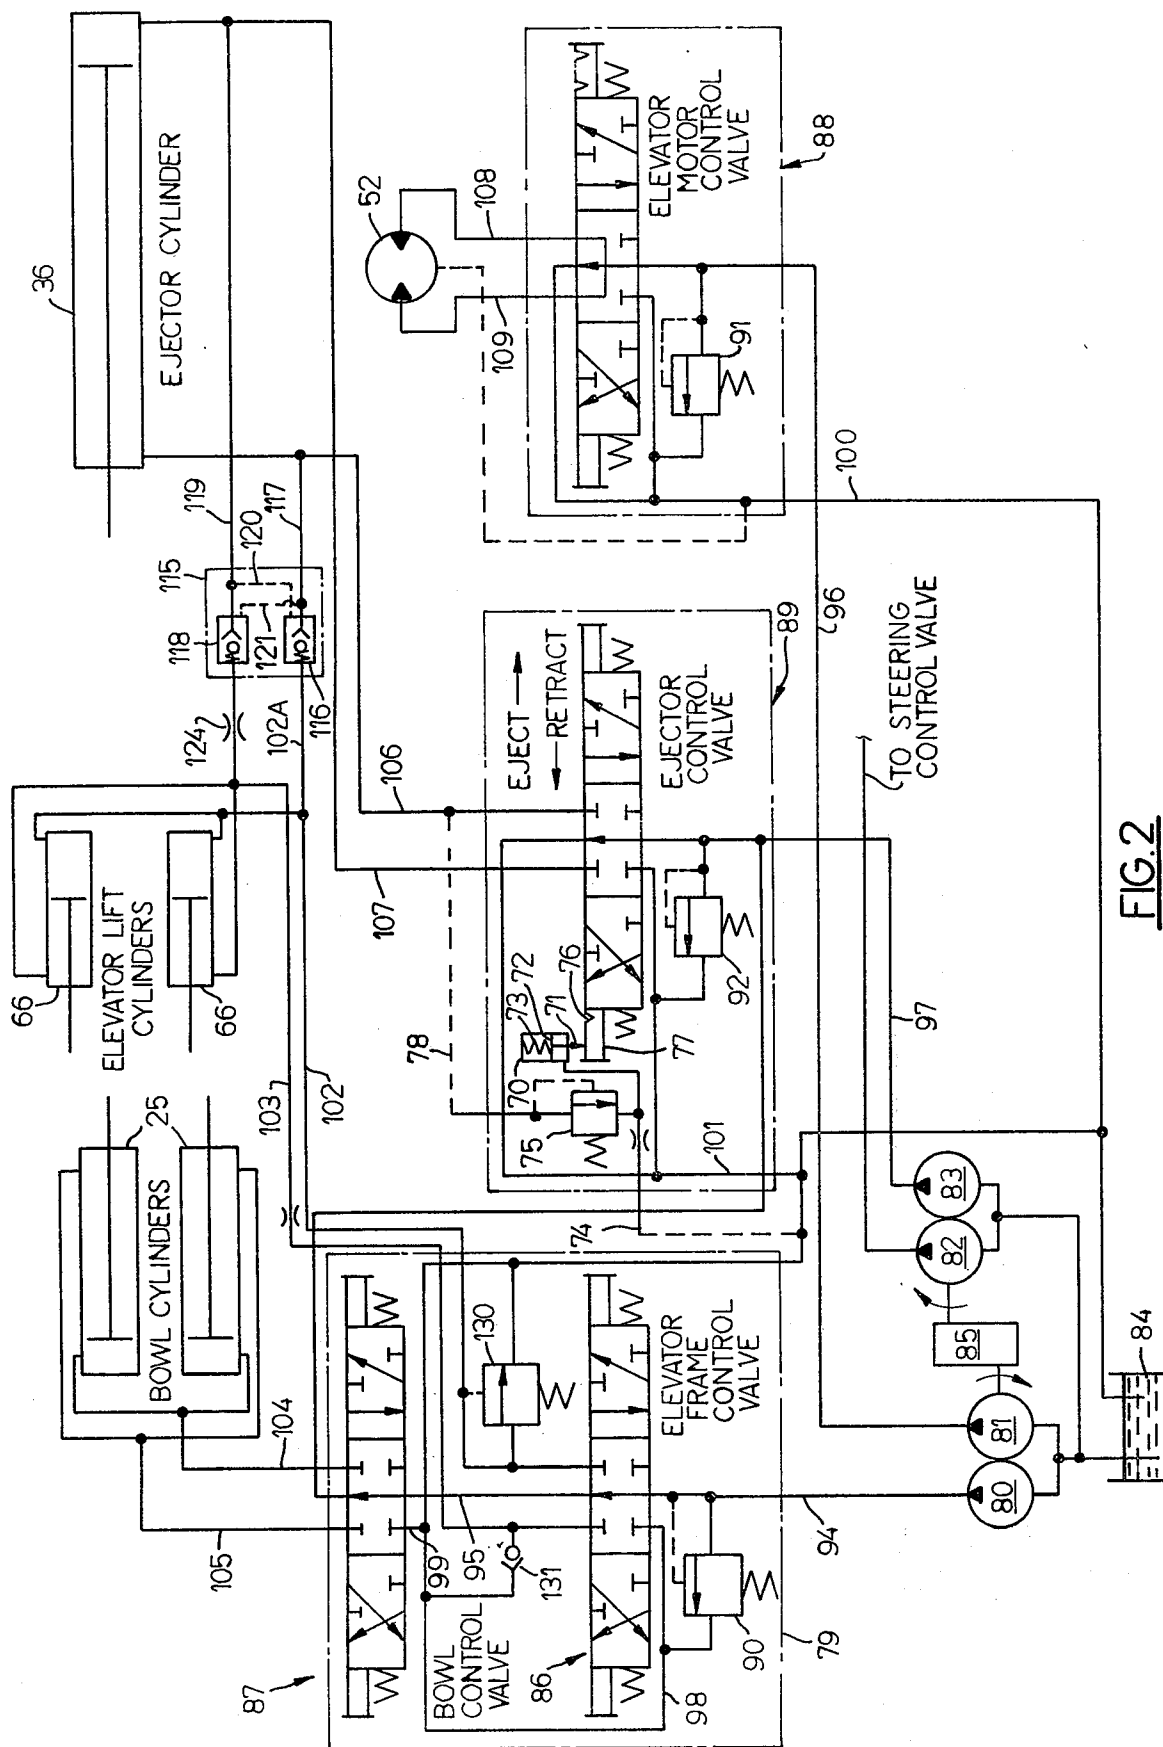 36
EJECTOR CYLINDER
119
120
117
115
118
121
116
124
102A
66
66
ELEVATOR LIFT
CYLINDERS
103
102
25
BOWL CYLINDERS
104
105
52
108
109
ELEVATOR
MOTOR
CONTROL
VALVE
88
91
100
96
106
107
78
EJECT
RETRACT
EJECTOR
CONTROL
VALVE
89
92
76
72
73
71
70
77
75
101
74
97
TO STEERING
CONTROL VALVE
87
99
95
131
130
BOWL
CONTROL
VALVE
86
ELEVATOR
FRAME
CONTROL
VALVE
90
98
79
94
80
81
82
83
85
84
FIG.2